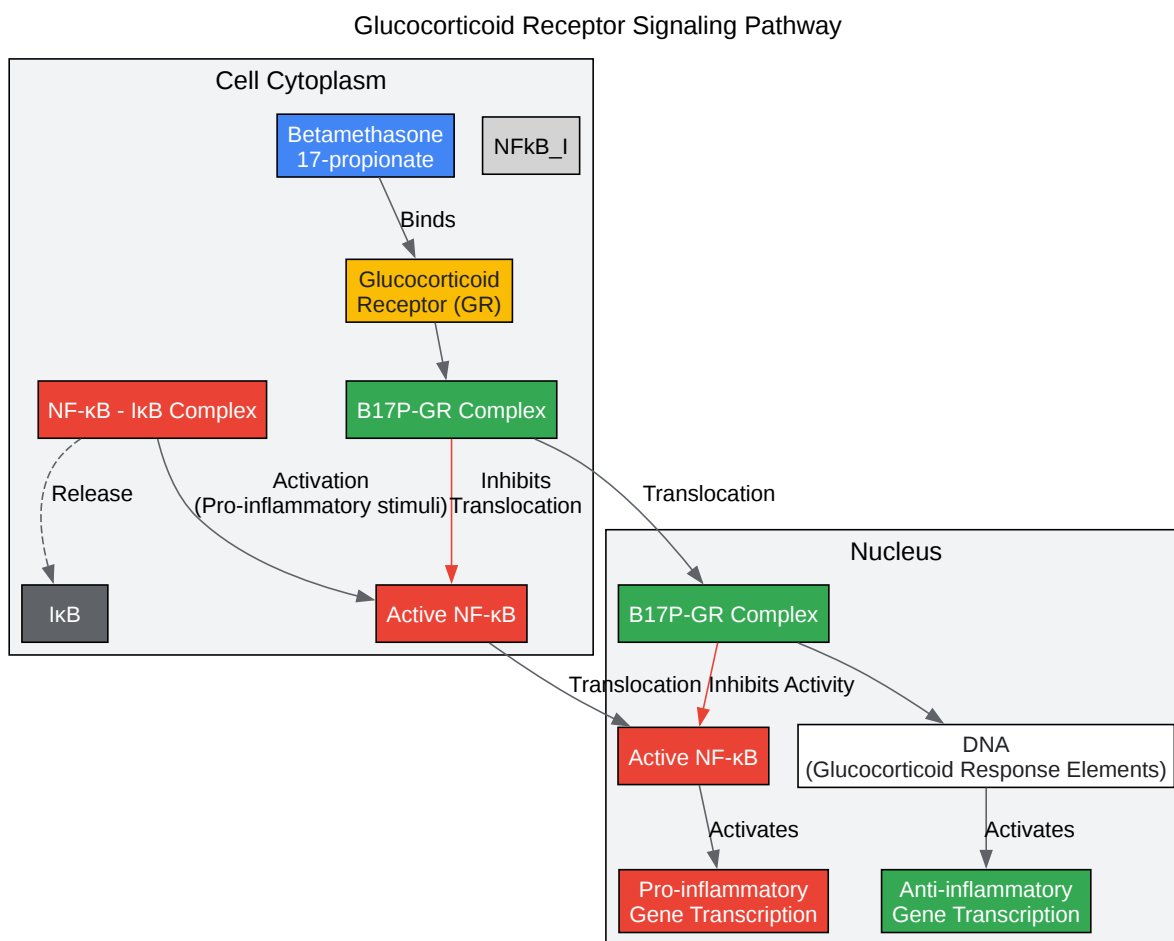 Glucocorticoid Receptor Signaling Pathway
Cell Cytoplasm
Betamethasone
17-propionate
NFkB_I
Binds
Glucocorticoid
Receptor (GR)
NF-κB - IκB Complex
B17P-GR Complex
Release
Activation
(Pro-inflammatory stimuli)
Inhibits
Translocation
Translocation
Nucleus
IκB
Active NF-κB
B17P-GR Complex
Translocation
Inhibits Activity
Active NF-κB
DNA
(Glucocorticoid Response Elements)
Activates
Activates
Pro-inflammatory
Gene Transcription
Anti-inflammatory
Gene Transcription